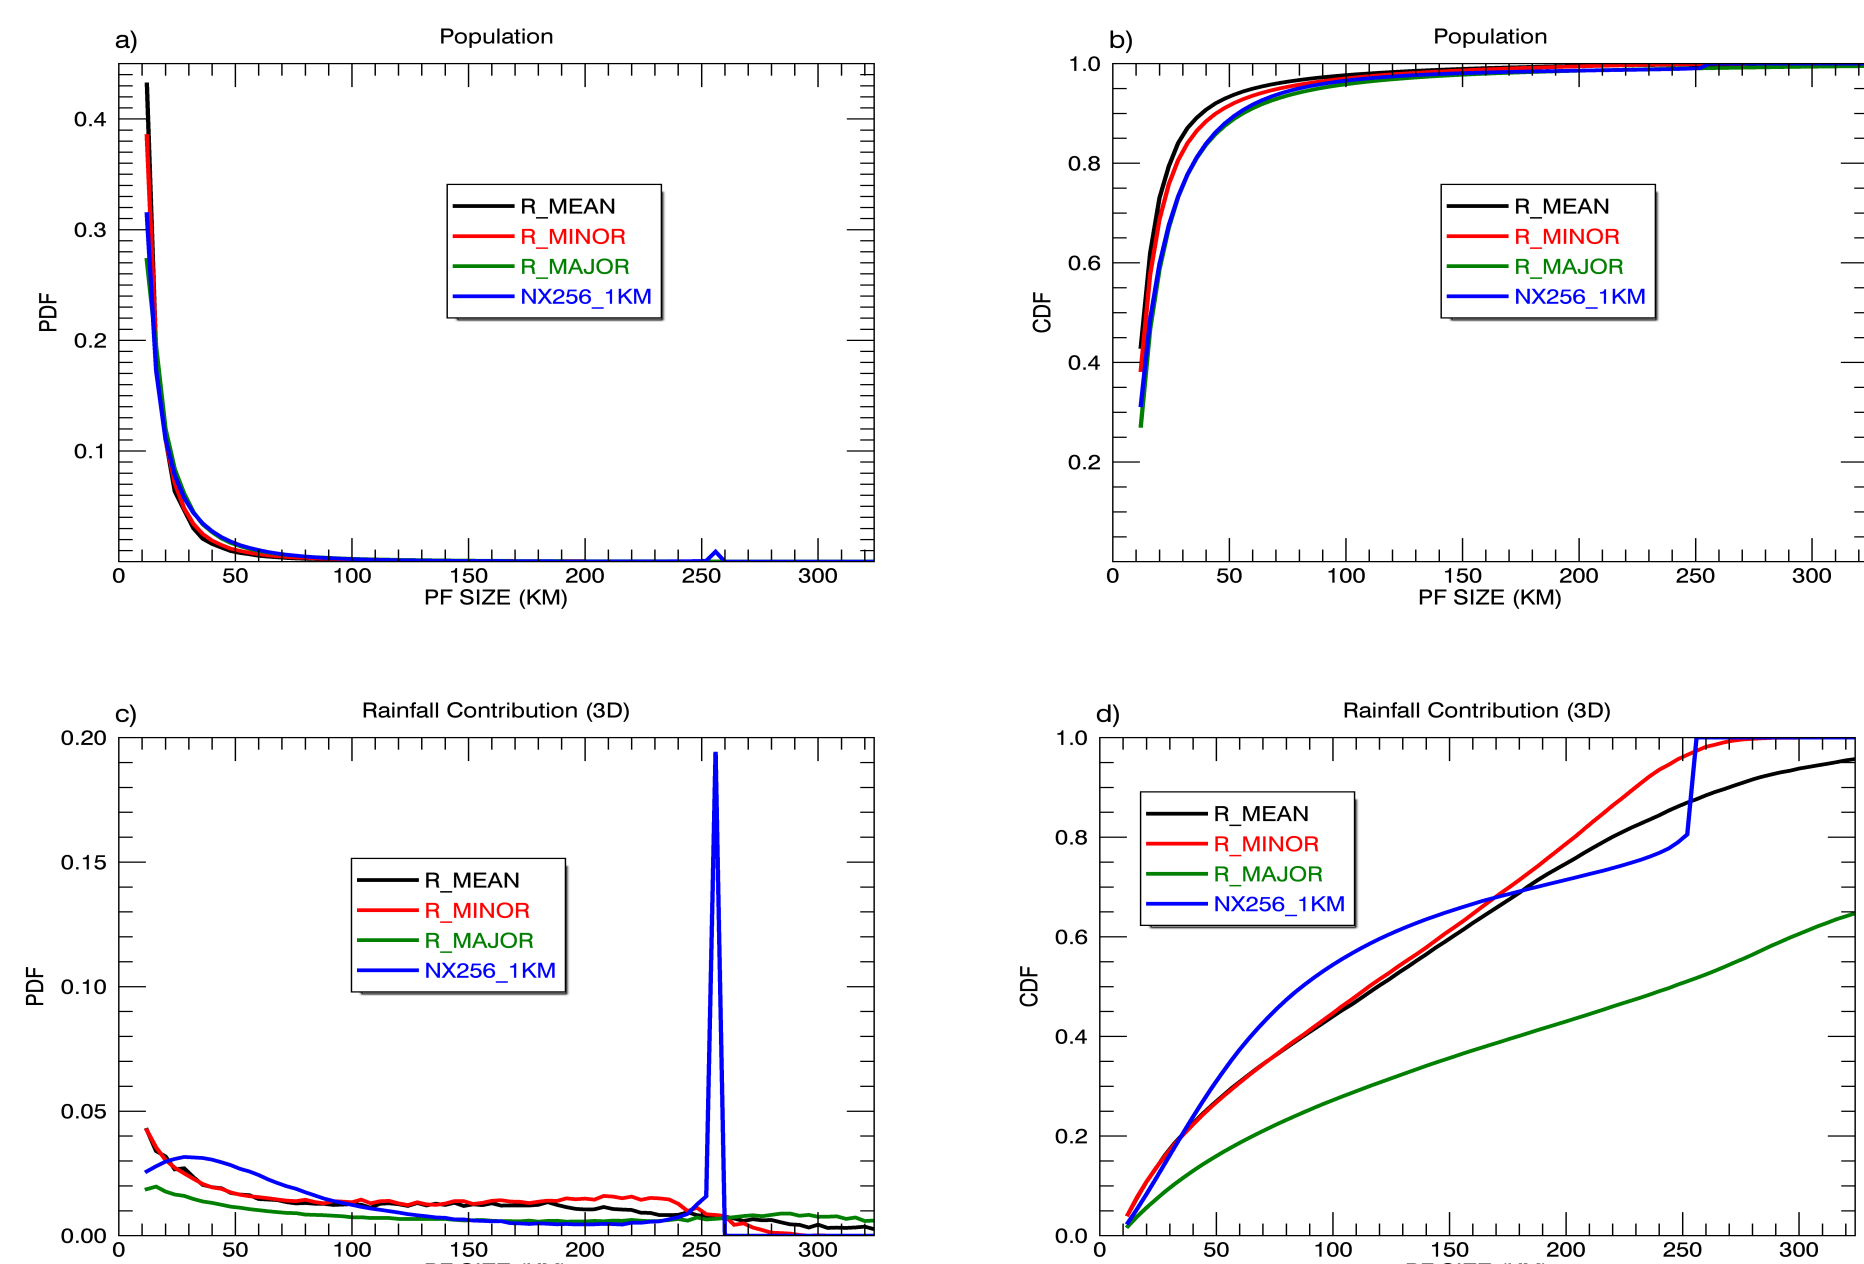 a) Population
0.4
0.3
0.2
0.1
PDF
R_MEAN
R_MINOR
R_MAJOR
NX256_1KM
0 50 100 150 200 250 300
PF SIZE (KM)
b) Population
1.0
0.8
0.6
0.4
0.2
CDF
R_MEAN
R_MINOR
R_MAJOR
NX256_1KM
0 50 100 150 200 250 300
PF SIZE (KM)
c) Rainfall Contribution (3D)
0.20
0.15
0.10
0.05
0.00
PDF
R_MEAN
R_MINOR
R_MAJOR
NX256_1KM
0 50 100 150 200 250 300
d) Rainfall Contribution (3D)
1.0
0.8
0.6
0.4
0.2
0.0
CDF
R_MEAN
R_MINOR
R_MAJOR
NX256_1KM
0 50 100 150 200 250 300